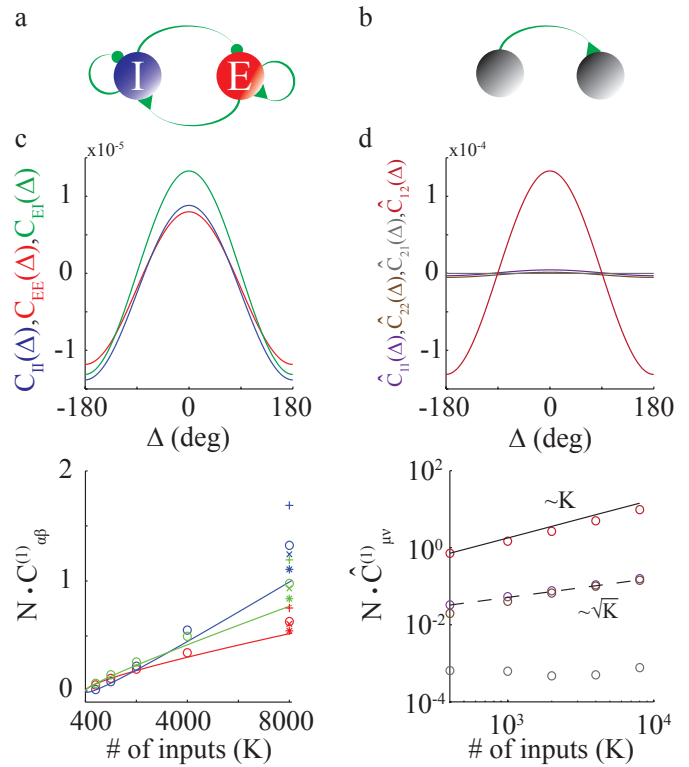 a
I
E
b
c
x10^-5
C_II(Δ),C_EE(Δ),C_EI(Δ)
1
0
-1
-180
0
180
Δ (deg)
d
x10^-4
Ĉ_11(Δ),Ĉ_22(Δ),Ĉ_21(Δ),Ĉ_12(Δ)
1
0
-1
-180
0
180
Δ (deg)
N·C^(1)_αβ
2
1
0
400
4000
8000
# of inputs (K)
N·Ĉ^(1)_μν
10^2
10^0
10^-2
10^-4
~K
~√K
10^3
10^4
# of inputs (K)